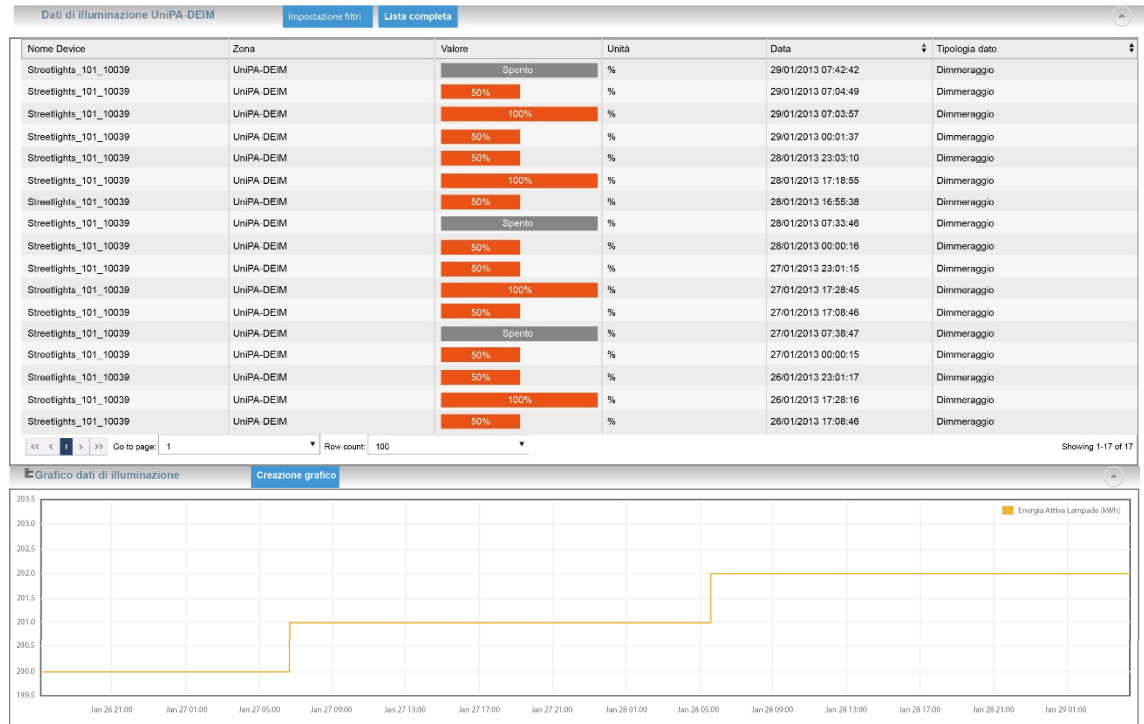 Dati di illuminazione UniPA-DEIM Impostazione filtri Lista completa
Nome Device Zona Valore Unità Data Tipologia dato
Streetlights_101_10039 UniPA-DEIM Spento % 29/01/2013 07:42:42 Dimmeraggio
Streetlights_101_10039 UniPA-DEIM 50% % 29/01/2013 07:04:49 Dimmeraggio
Streetlights_101_10039 UniPA-DEIM 100% % 29/01/2013 07:03:57 Dimmeraggio
Streetlights_101_10039 UniPA-DEIM 50% % 29/01/2013 00:01:37 Dimmeraggio
Streetlights_101_10039 UniPA-DEIM 50% % 28/01/2013 23:03:10 Dimmeraggio
Streetlights_101_10039 UniPA-DEIM 100% % 28/01/2013 17:18:55 Dimmeraggio
Streetlights_101_10039 UniPA-DEIM 50% % 28/01/2013 16:55:38 Dimmeraggio
Streetlights_101_10039 UniPA-DEIM Spento % 28/01/2013 07:33:46 Dimmeraggio
Streetlights_101_10039 UniPA-DEIM 50% % 28/01/2013 00:00:16 Dimmeraggio
Streetlights_101_10039 UniPA-DEIM 50% % 27/01/2013 23:01:15 Dimmeraggio
Streetlights_101_10039 UniPA-DEIM 100% % 27/01/2013 17:28:45 Dimmeraggio
Streetlights_101_10039 UniPA-DEIM 50% % 27/01/2013 17:08:46 Dimmeraggio
Streetlights_101_10039 UniPA-DEIM Spento % 27/01/2013 07:38:47 Dimmeraggio
Streetlights_101_10039 UniPA-DEIM 50% % 27/01/2013 00:00:15 Dimmeraggio
Streetlights_101_10039 UniPA-DEIM 50% % 26/01/2013 23:01:17 Dimmeraggio
Streetlights_101_10039 UniPA-DEIM 100% % 26/01/2013 17:28:16 Dimmeraggio
Streetlights_101_10039 UniPA-DEIM 50% % 26/01/2013 17:08:46 Dimmeraggio
<< < 1 > >> Go to page: 1 Row count: 100 Showing 1-17 of 17
Grafico dati di illuminazione Creazione grafico
Energia Attiva Lampade (kWh)
203.5
203.0
202.5
202.0
201.5
201.0
200.5
200.0
199.5
Jan 26 21:00 Jan 27 01:00 Jan 27 05:00 Jan 27 09:00 Jan 27 13:00 Jan 27 17:00 Jan 27 21:00 Jan 28 01:00 Jan 28 05:00 Jan 28 09:00 Jan 28 13:00 Jan 28 17:00 Jan 28 21:00 Jan 29 01:00